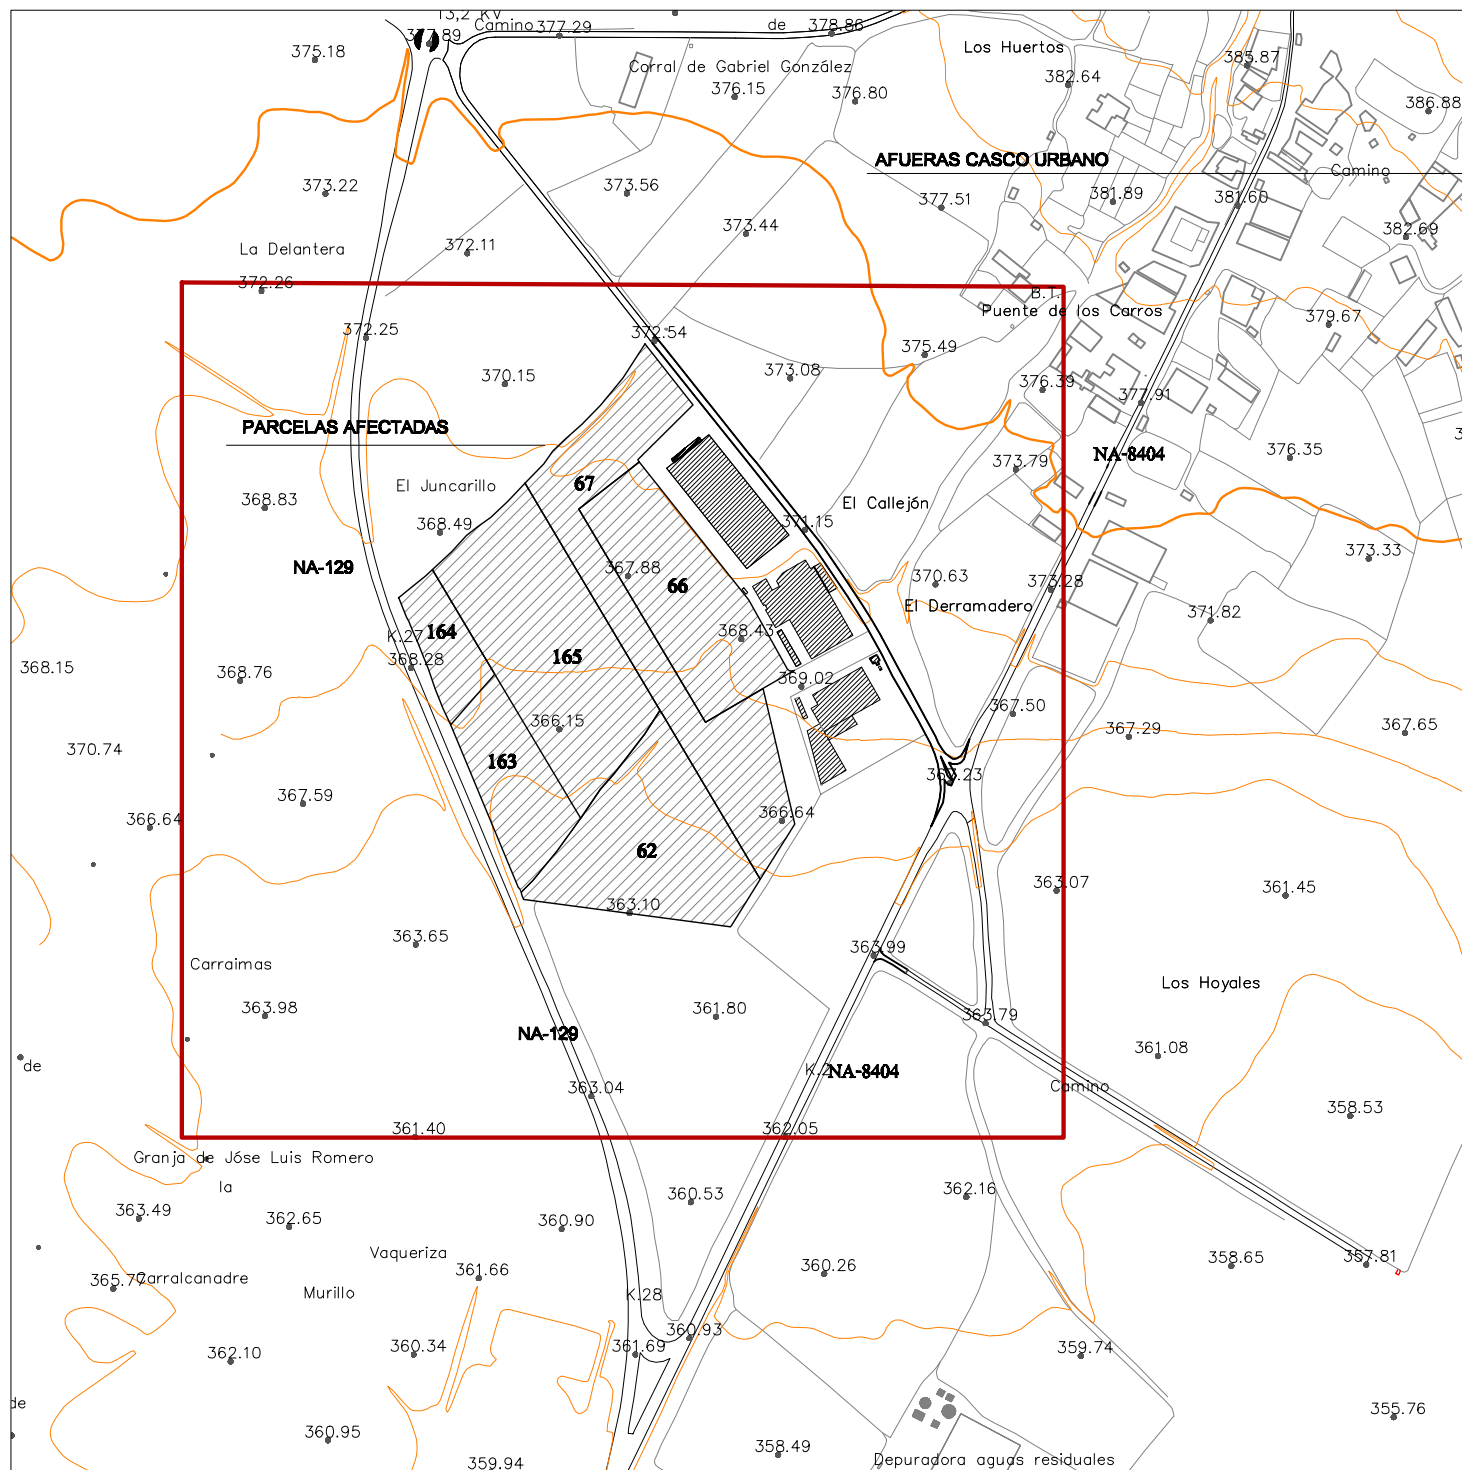 13,2 KV
Camino
377.29
de
378.86
Los Huertos
375.18
Corral de Gabriel González
376.15
376.80
382.64
385.87
386.88
AFUERAS CASCO URBANO
Camino
373.22
373.56
377.51
381.89
381.60
373.44
382.69
La Delantera
372.11
372.26
B.T.
Puente de los Carros
372.25
372.54
375.49
379.67
370.15
373.08
376.39
377.91
PARCELAS AFECTADAS
NA-8404
376.35
373.79
67
El Juncarillo
368.83
El Callejón
368.49
371.15
373.33
NA-129
367.88
66
370.63
373.28
El Derramadero
371.82
K.27
164
368.43
368.15
368.28
165
368.76
369.02
367.50
366.15
367.29
367.65
370.74
163
367.59
366.64
366.64
62
363.07
361.45
363.10
363.65
363.99
Carraimas
Los Hoyales
363.98
361.80
363.79
NA-129
361.08
de
NA-8404
Camino
363.04
358.53
361.40
362.05
Granja de Jóse Luis Romero
la
362.16
363.49
362.65
360.53
360.90
Vaqueriza
358.65
357.81
365.77
Carralcanadre
361.66
360.26
Murillo
K.28
360.93
362.10
360.34
361.69
359.74
de
355.76
360.95
358.49
359.94
Depuradora aguas residuales